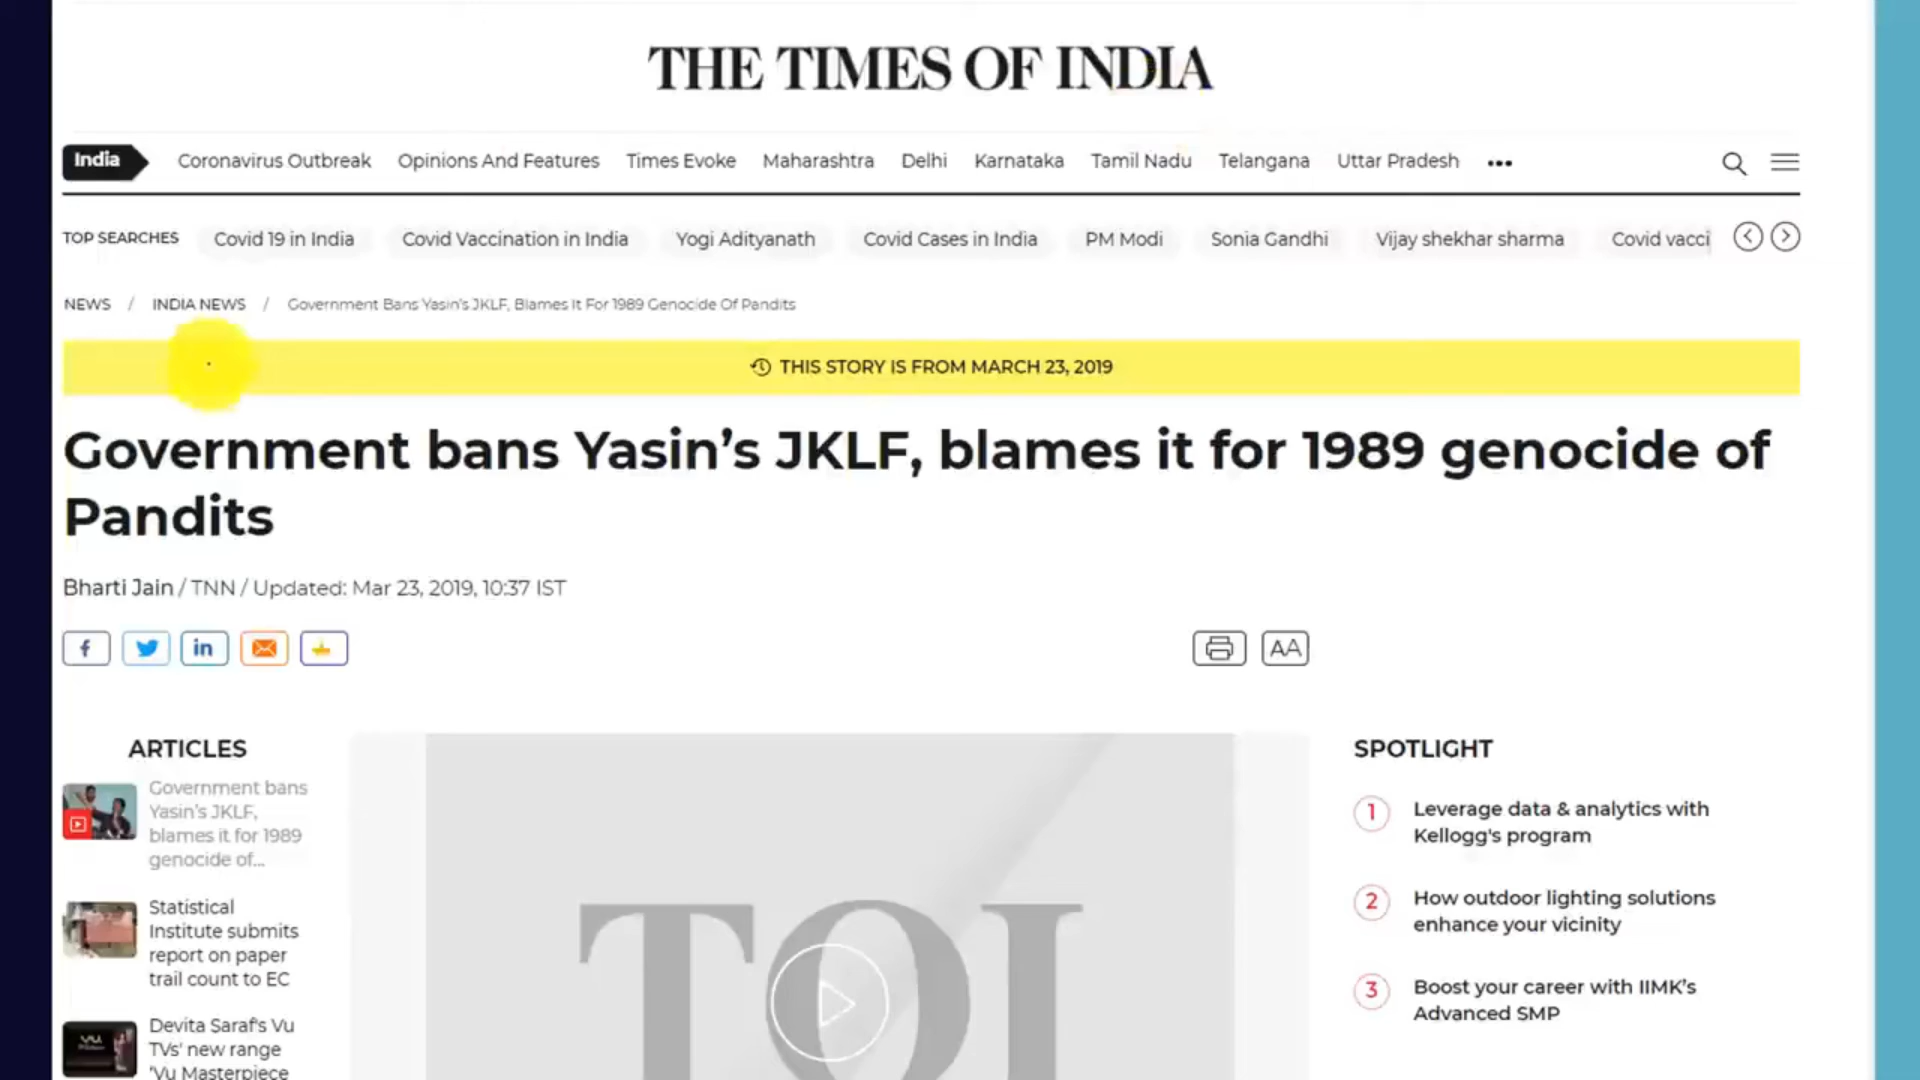 THE TIMES OF INDIA
India Coronavirus Outbreak Opinions And Features Times Evoke Maharashtra Delhi Karnataka Tamil Nadu Telangana Uttar Pradesh •••
TOP SEARCHES Covid 19 in India Covid Vaccination in India Yogi Adityanath Covid Cases in India PM Modi Sonia Gandhi Vijay shekhar sharma Covid vacci
NEWS / INDIA NEWS / Government Bans Yasin's JKLF, Blames It For 1989 Genocide Of Pandits
THIS STORY IS FROM MARCH 23, 2019
Government bans Yasin's JKLF, blames it for 1989 genocide of
Pandits
Bharti Jain / TNN / Updated: Mar 23, 2019, 10:37 IST
f in AA
ARTICLES
Government bans
Yasin's JKLF,
blames it for 1989
genocide of...
Statistical
Institute submits
report on paper
trail count to EC
Devita Saraf's Vu
TVs' new range
'Vu Masterpiece
TOI
SPOTLIGHT
1 Leverage data & analytics with
Kellogg's program
2 How outdoor lighting solutions
enhance your vicinity
3 Boost your career with IIMK's
Advanced SMP